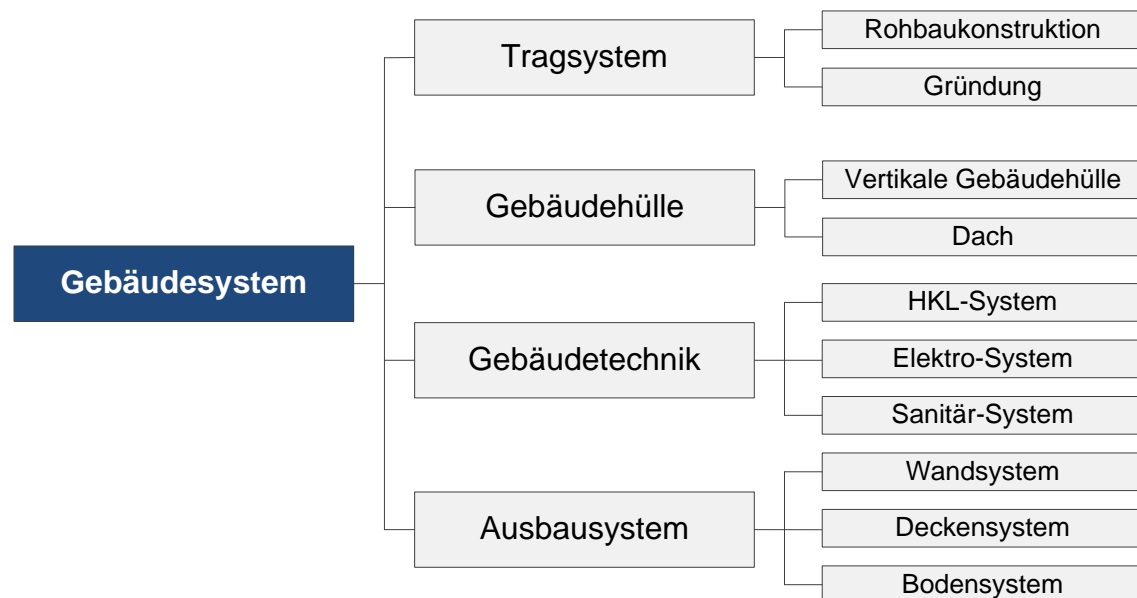 Gebäudesystem
Tragsystem
Rohbaukonstruktion
Gründung
Gebäudehülle
Vertikale Gebäudehülle
Dach
Gebäudetechnik
HKL-System
Elektro-System
Sanitär-System
Ausbausystem
Wandsystem
Deckensystem
Bodensystem